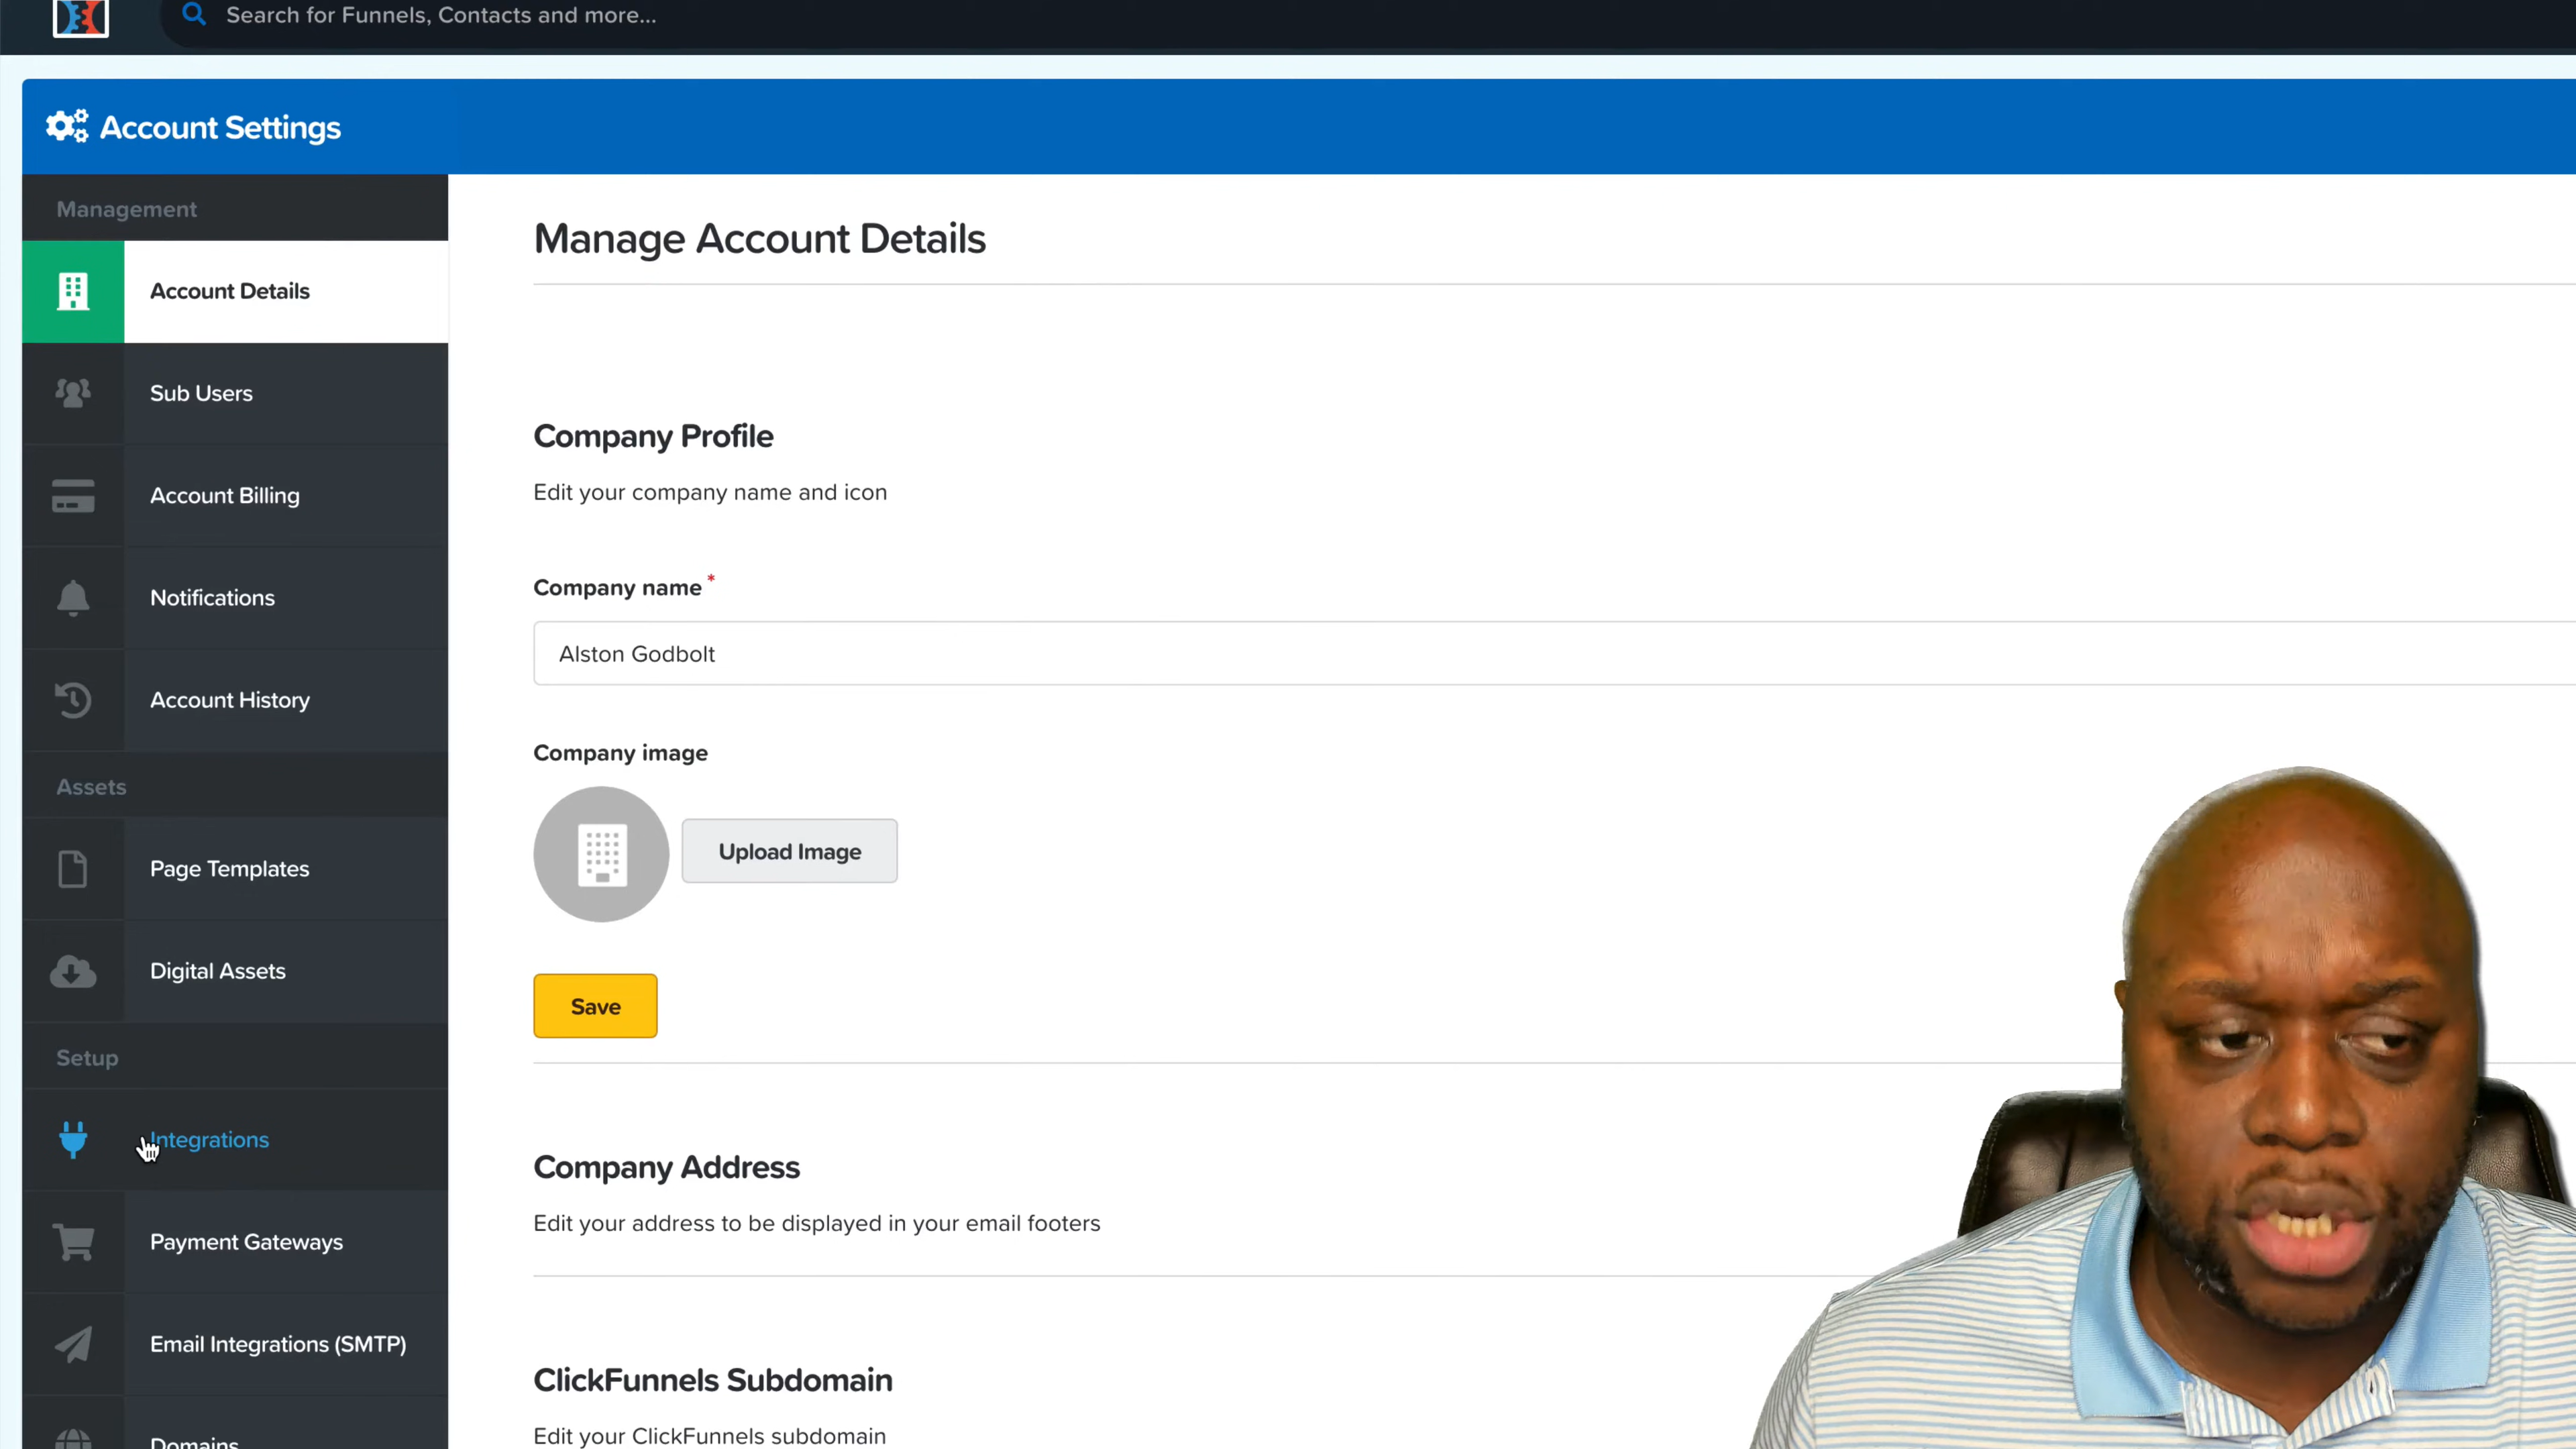 Search for Funnels, Contacts and more...
Account Settings
Management
Account Details
Sub Users
Account Billing
Notifications
Account History
Assets
Page Templates
Digital Assets
Setup
Integrations
Payment Gateways
Email Integrations (SMTP)
Domains
Manage Account Details
Company Profile
Edit your company name and icon
Company name *
Alston Godbolt
Company image
Upload Image
Save
Company Address
Edit your address to be displayed in your email footers
ClickFunnels Subdomain
Edit your ClickFunnels subdomain